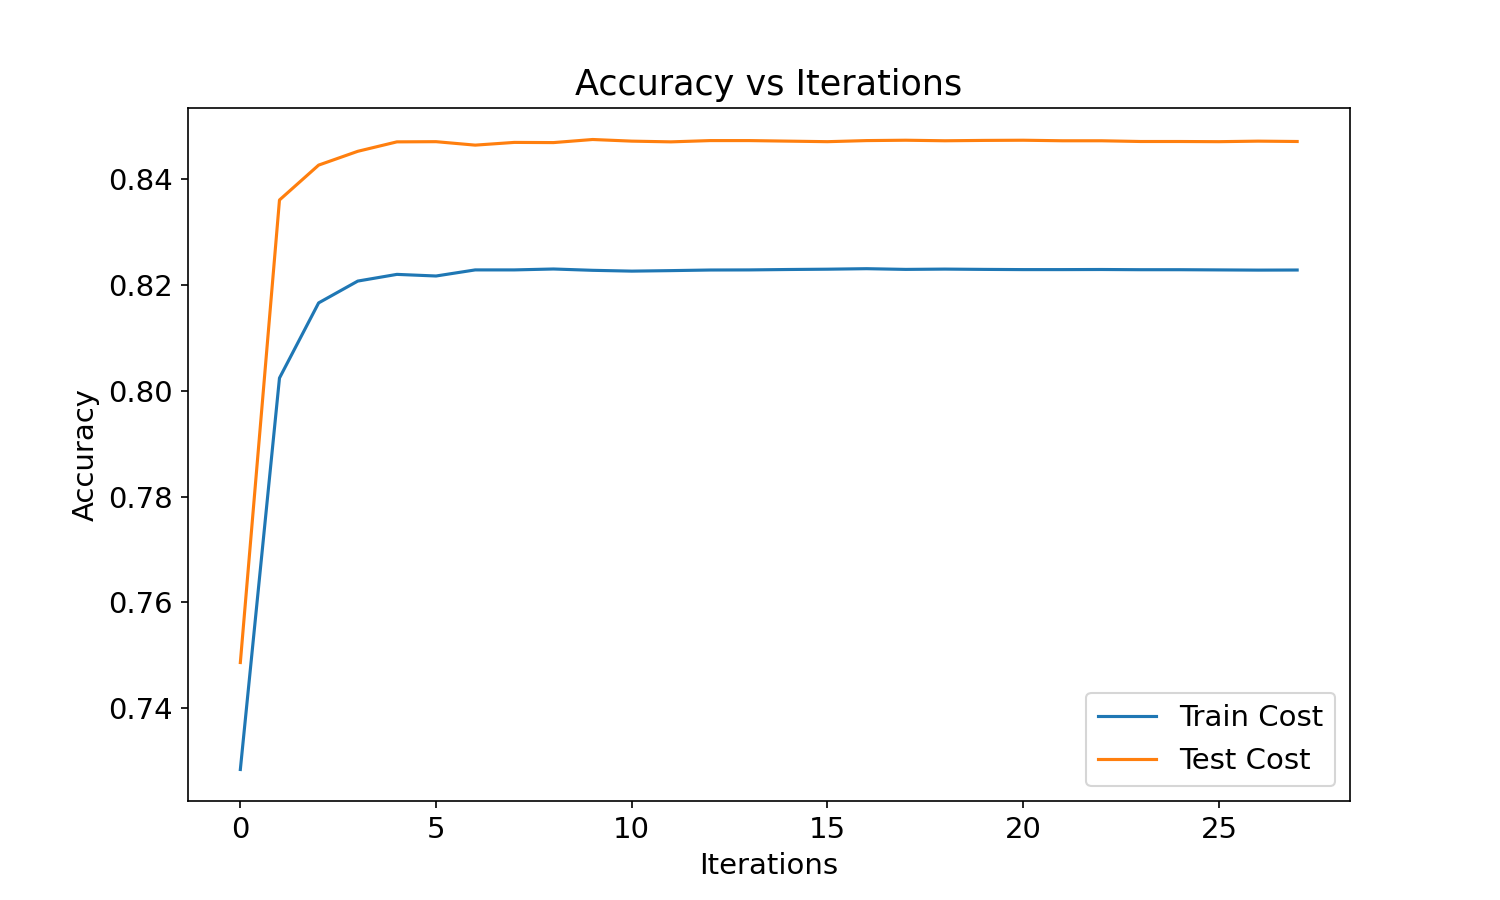 Accuracy vs Iterations
Accuracy
0.84
0.82
0.80
0.78
0.76
0.74
Train Cost
Test Cost
0 5 10 15 20 25
Iterations